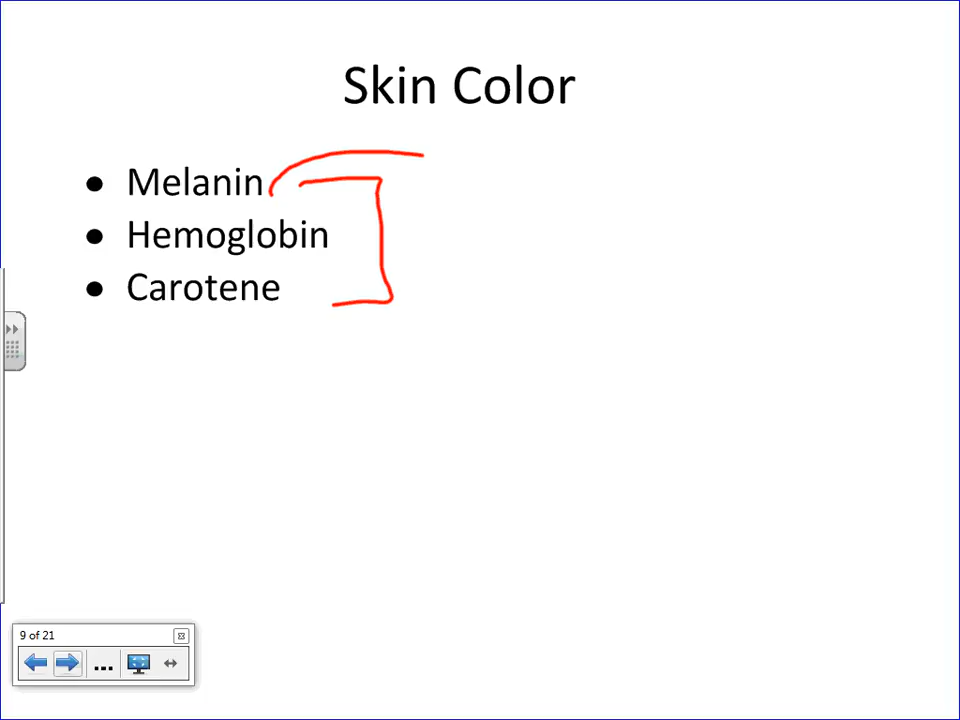 Skin Color
● Melanin
● Hemoglobin
● Carotene
9 of 21
...